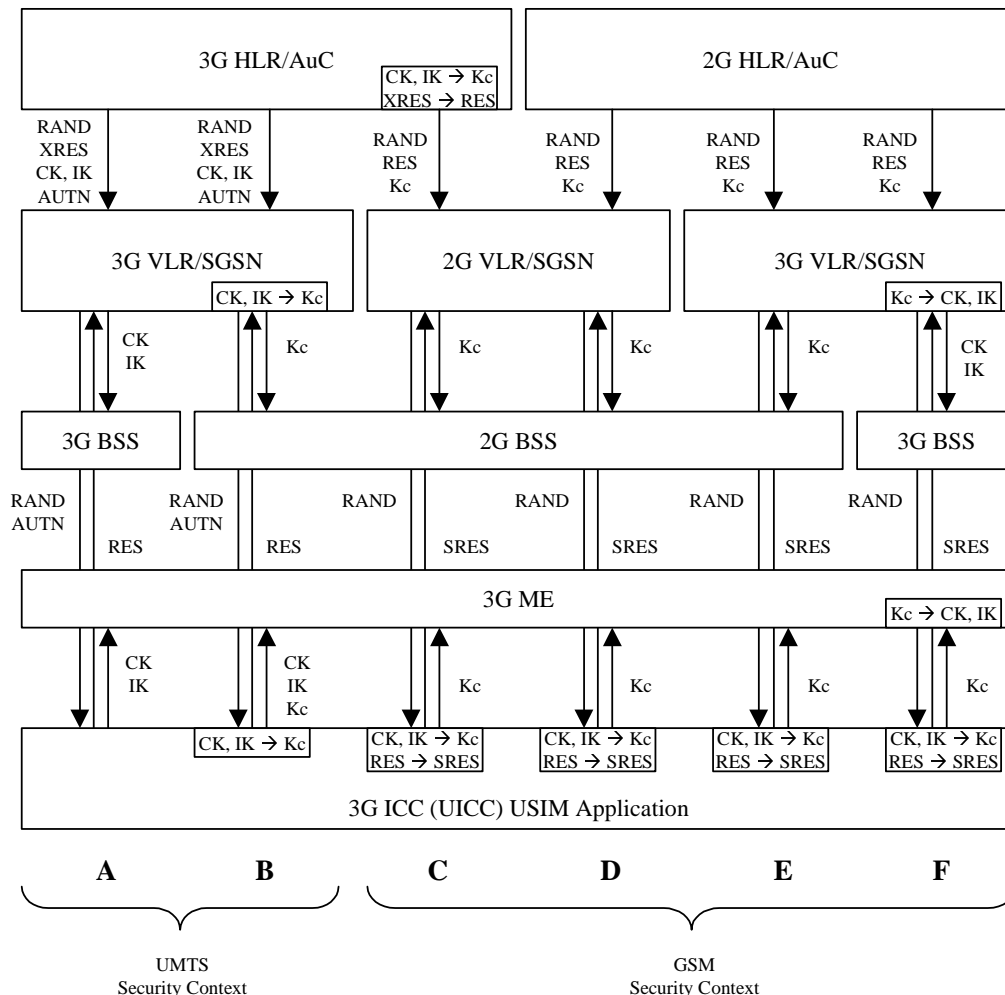 3G HLR/AuC
2G HLR/AuC
CK, IK → Kc
XRES → RES
RAND
XRES
CK, IK
AUTN
RAND
XRES
CK, IK
AUTN
RAND
RES
Kc
RAND
RES
Kc
RAND
RES
Kc
RAND
RES
Kc
3G VLR/SGSN
2G VLR/SGSN
3G VLR/SGSN
CK, IK → Kc
Kc → CK, IK
CK
IK
Kc
Kc
Kc
Kc
CK
IK
3G BSS
2G BSS
3G BSS
RAND
AUTN
RES
RAND
AUTN
RES
RAND
SRES
RAND
SRES
RAND
SRES
RAND
SRES
3G ME
Kc → CK, IK
CK
IK
CK
IK
Kc
Kc
Kc
Kc
Kc
CK, IK → Kc
CK, IK → Kc
RES → SRES
CK, IK → Kc
RES → SRES
CK, IK → Kc
RES → SRES
CK, IK → Kc
RES → SRES
3G ICC (UICC) USIM Application
A B C D E F
UMTS
Security Context
GSM
Security Context